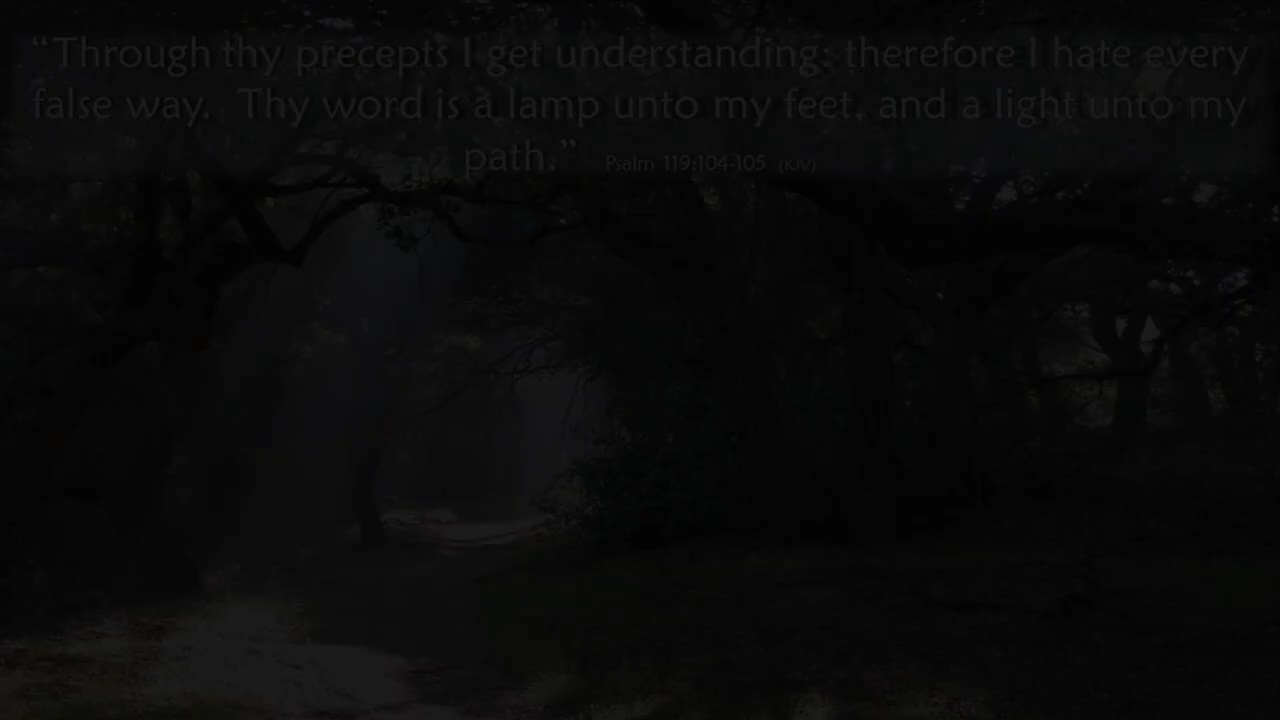 “Through thy precepts I get understanding: therefore I hate every
false way.  Thy word is a lamp unto my feet, and a light unto my
path.”  Psalm 119:104-105 (KJV)